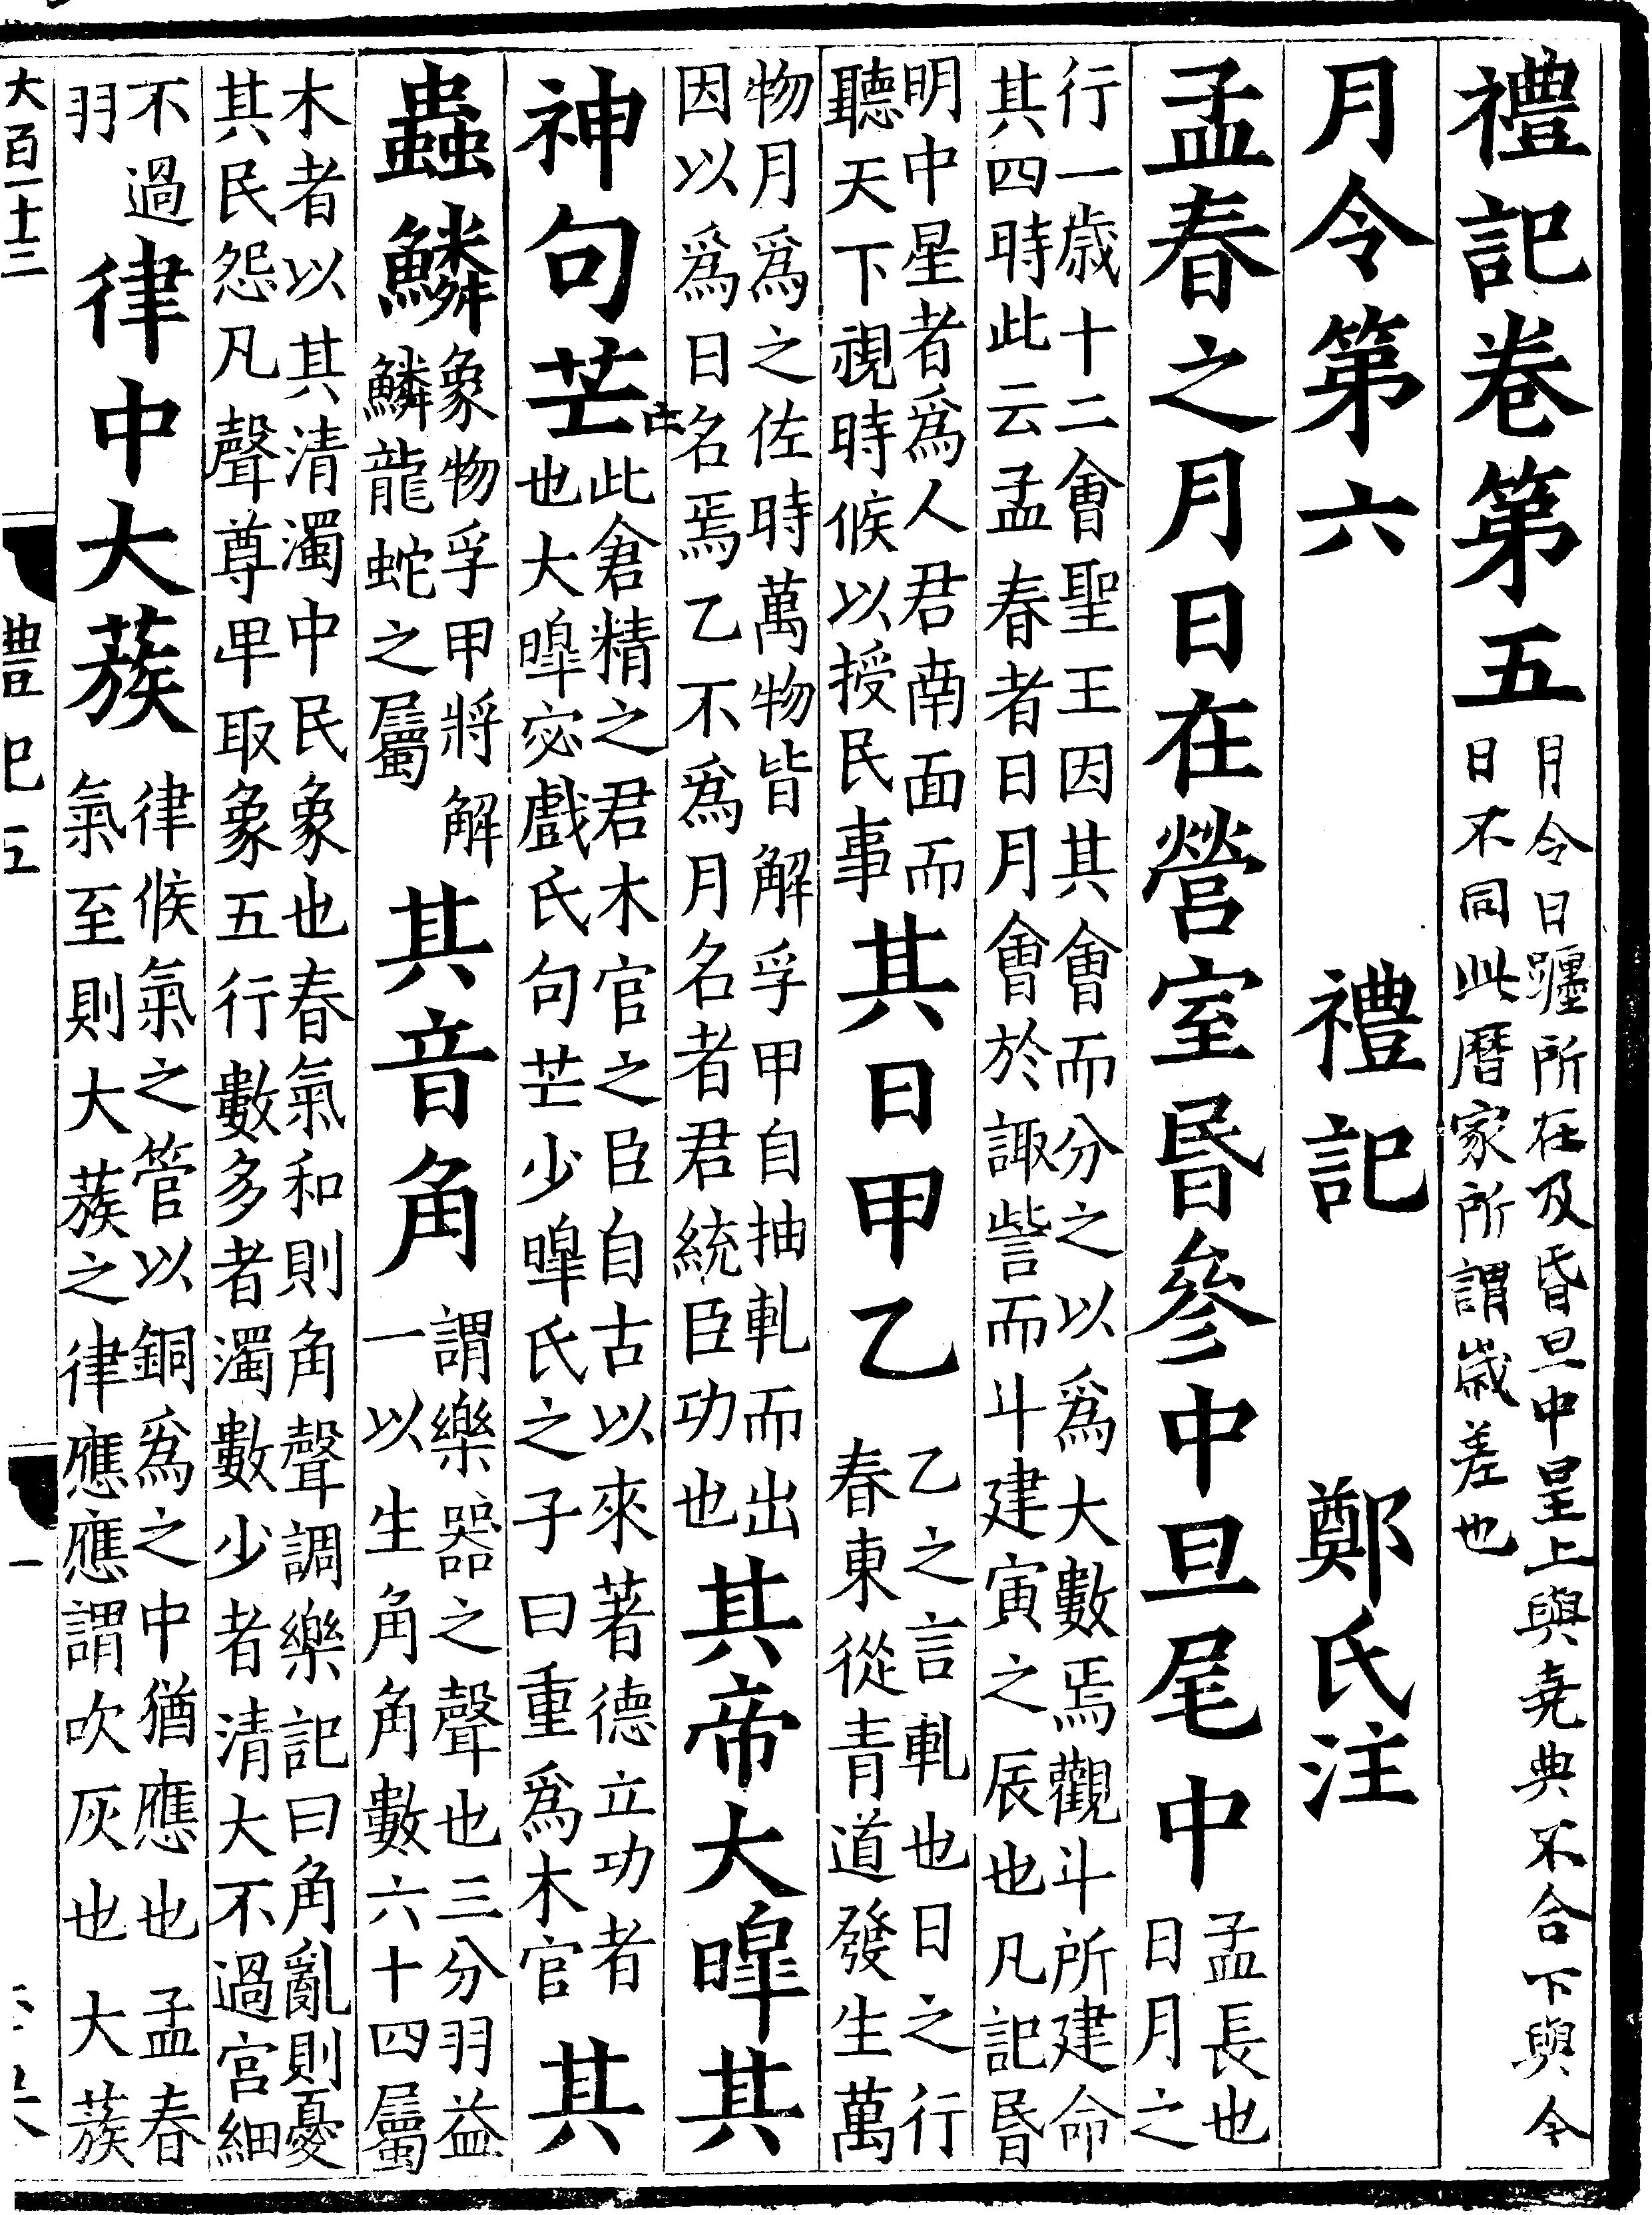 禮記卷第五
月令日躔所在及昏旦中星上與堯典不合下與今
日不同此曆家所謂歲差也
月令第六 禮記 鄭氏注
孟春之月日在營室昬參中旦尾中
孟長也
日月之
行一歲十二會聖王因其會而分之以爲大數焉觀斗所建命
其四時此云孟春者日月會於諏訾而斗建寅之辰也凡記昬
明中星者爲人君南面而
聽天下視時候以授民事
其日甲乙
乙之言軋也日之行
春東從青道發生萬
物月爲之佐時萬物皆解孚甲自抽軋而出
因以爲日名焉乙不爲月名者君統臣功也
其帝大皥其
神句芒
此倉精之君木官之臣自古以來著德立功者
也大皥宓戲氏句芒少皥氏之子曰重爲木官
其
蟲鱗
象物孚甲將解
鱗龍蛇之屬
其音角
謂樂器之聲也三分羽益
一以生角角數六十四屬
木者以其清濁中民象也春氣和則角聲調樂記曰角亂則憂
其民怨凡聲尊卑取象五行數多者濁數少者清大不過宮細
不過
羽
律中大蔟
律候氣之管以銅爲之中猶應也孟春
氣至則大蔟之律應應謂吹灰也大蔟
大百一十三
一